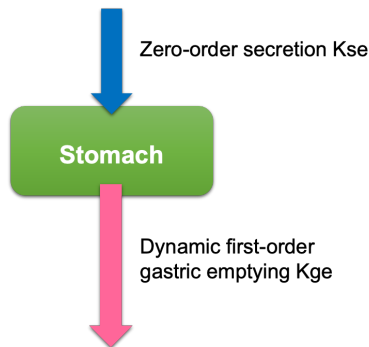 Zero-order secretion Kse
Stomach
Dynamic first-order
gastric emptying Kge